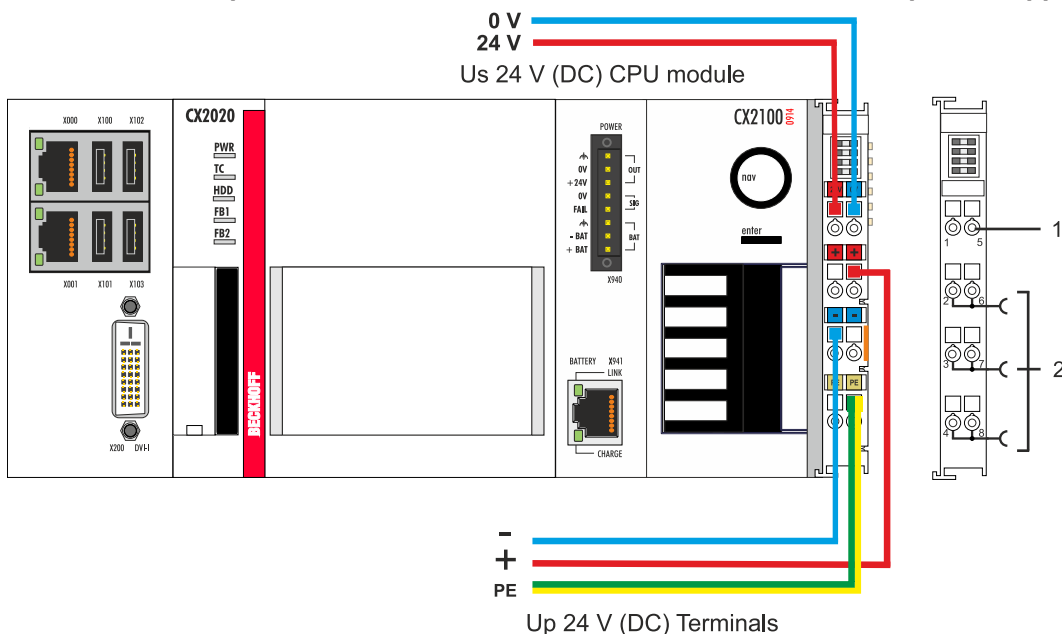 0 V
24 V
Us 24 V (DC) CPU module
X000 X100 X102
X001 X101 X103
X200 DVI-I
CX2020
PWR
TC
HDD
FB1
FB2
BECKHOFF
POWER
0V
+24V
OUT
0V
FAIL
SIG
- BAT
+ BAT
BAT
X940
BATTERY X941
LINK
CHARGE
CX2100
0914
nav
enter
+ +
- -
PE PE
1 5
2 6
3 7
4 8
1
2
-
+
PE
Up 24 V (DC) Terminals